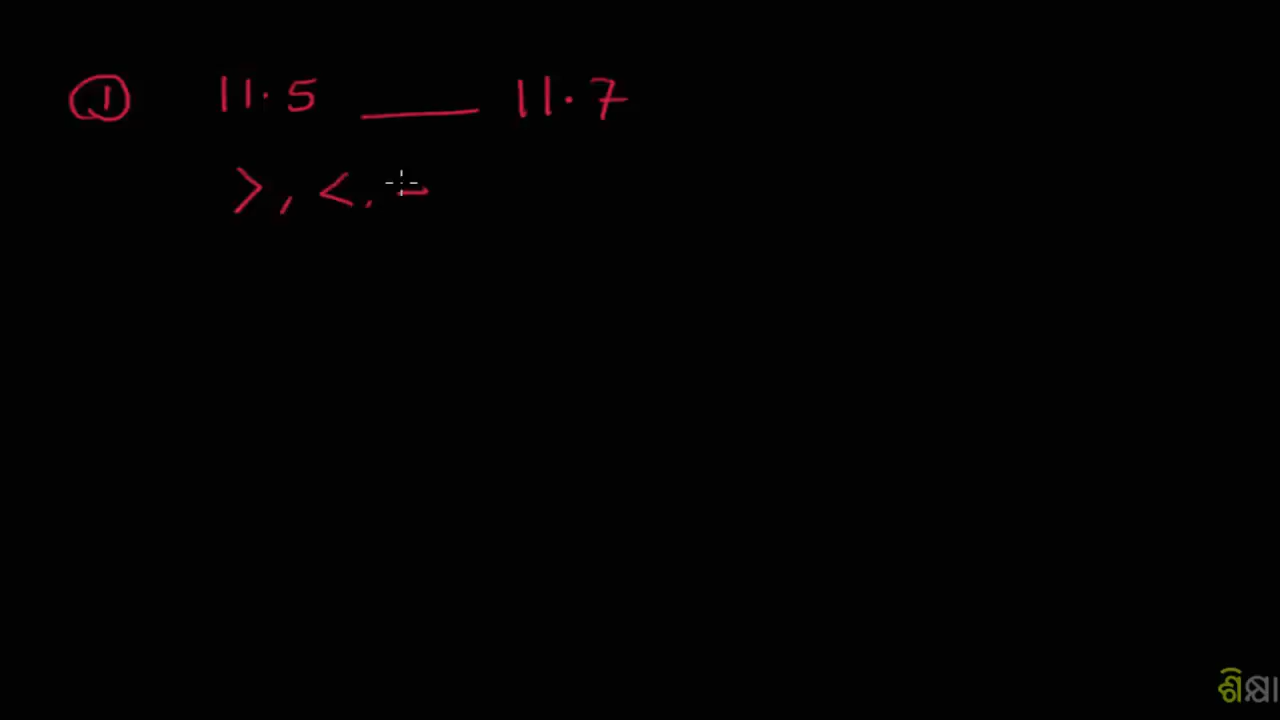 ① 11.5 ____ 11.7
>, <, =
ଶିକ୍ଷା